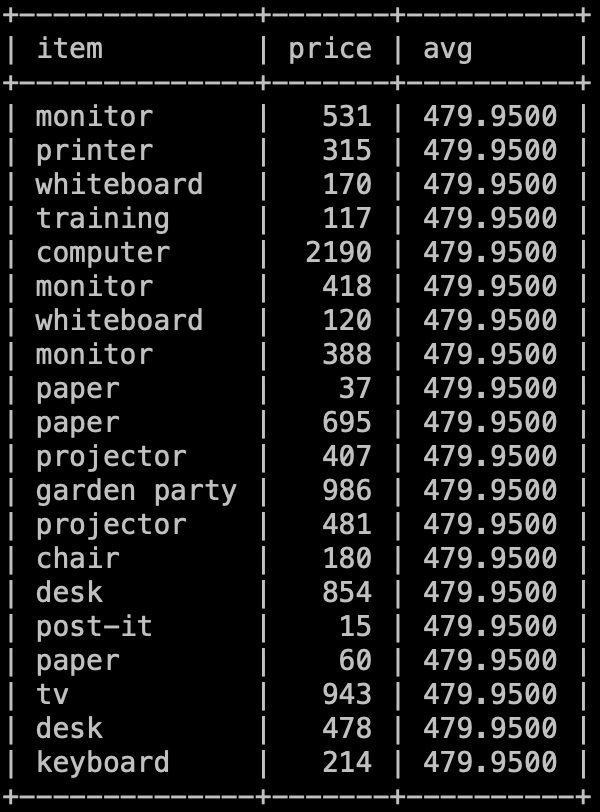 +--------------+-------+----------+
| item         | price | avg      |
+--------------+-------+----------+
| monitor      |   531 | 479.9500 |
| printer      |   315 | 479.9500 |
| whiteboard   |   170 | 479.9500 |
| training     |   117 | 479.9500 |
| computer     |  2190 | 479.9500 |
| monitor      |   418 | 479.9500 |
| whiteboard   |   120 | 479.9500 |
| monitor      |   388 | 479.9500 |
| paper        |    37 | 479.9500 |
| paper        |   695 | 479.9500 |
| projector    |   407 | 479.9500 |
| garden party |   986 | 479.9500 |
| projector    |   481 | 479.9500 |
| chair        |   180 | 479.9500 |
| desk         |   854 | 479.9500 |
| post-it      |    15 | 479.9500 |
| paper        |    60 | 479.9500 |
| tv           |   943 | 479.9500 |
| desk         |   478 | 479.9500 |
| keyboard     |   214 | 479.9500 |
+--------------+-------+----------+